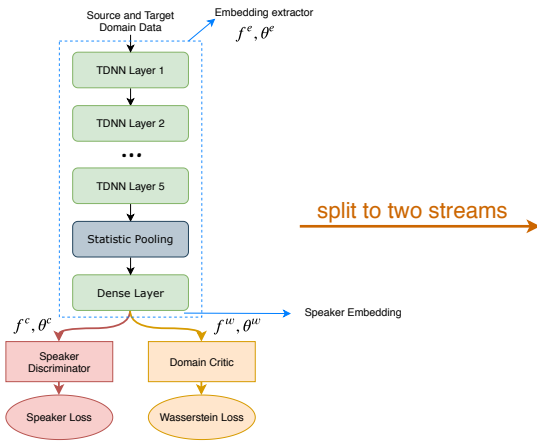 Source and Target
Domain Data
Embedding extractor
f^e, θ^e
TDNN Layer 1
TDNN Layer 2
•••
TDNN Layer 5
split to two streams
Statistic Pooling
Dense Layer
Speaker Embedding
f^c, θ^c
f^w, θ^w
Speaker
Discriminator
Domain Critic
Speaker Loss
Wasserstein Loss